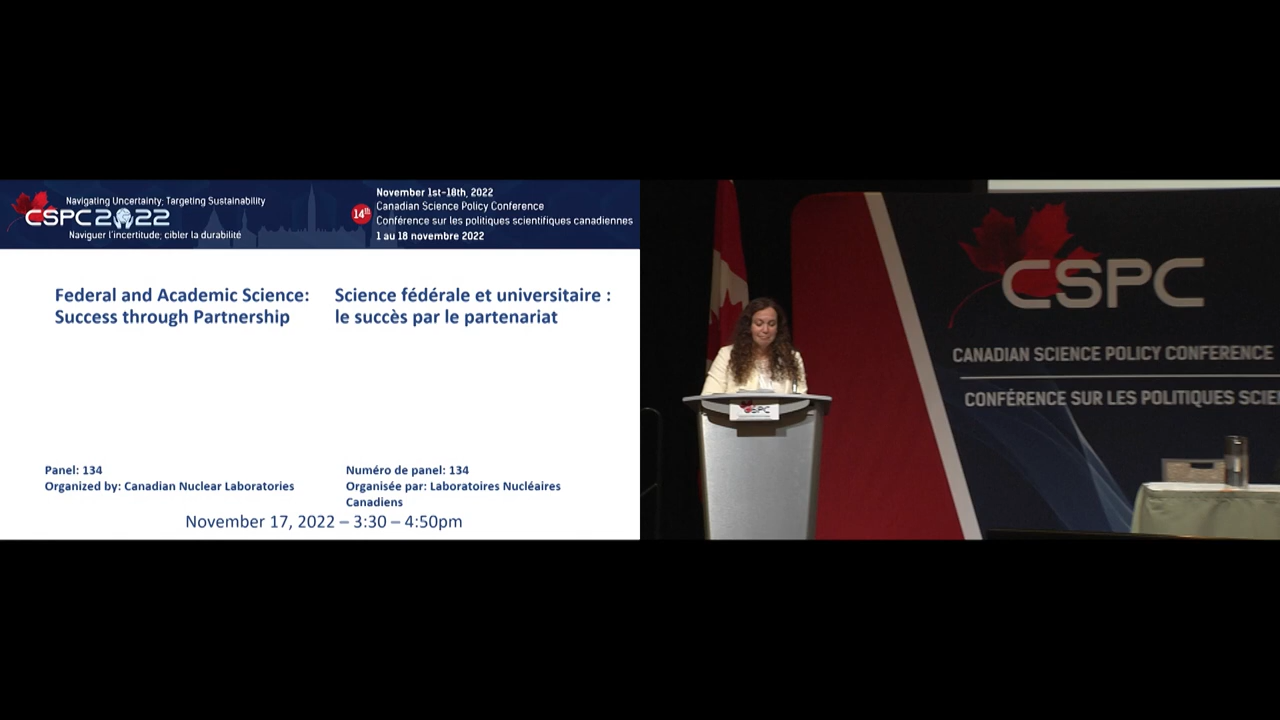 Navigating Uncertainty; Targeting Sustainability
CSPC 2022
Naviguer l'incertitude; cibler la durabilité
14th
November 1st-18th, 2022
Canadian Science Policy Conference
Conférence sur les politiques scientifiques canadiennes
1 au 18 novembre 2022
Federal and Academic Science:
Success through Partnership
Science fédérale et universitaire :
le succès par le partenariat
Panel: 134
Organized by: Canadian Nuclear Laboratories
Numéro de panel: 134
Organisée par: Laboratoires Nucléaires
Canadiens
November 17, 2022 – 3:30 – 4:50pm
CSPC
CANADIAN SCIENCE POLICY CONFERENCE
CONFÉRENCE SUR LES POLITIQUES SCIE
CSPC